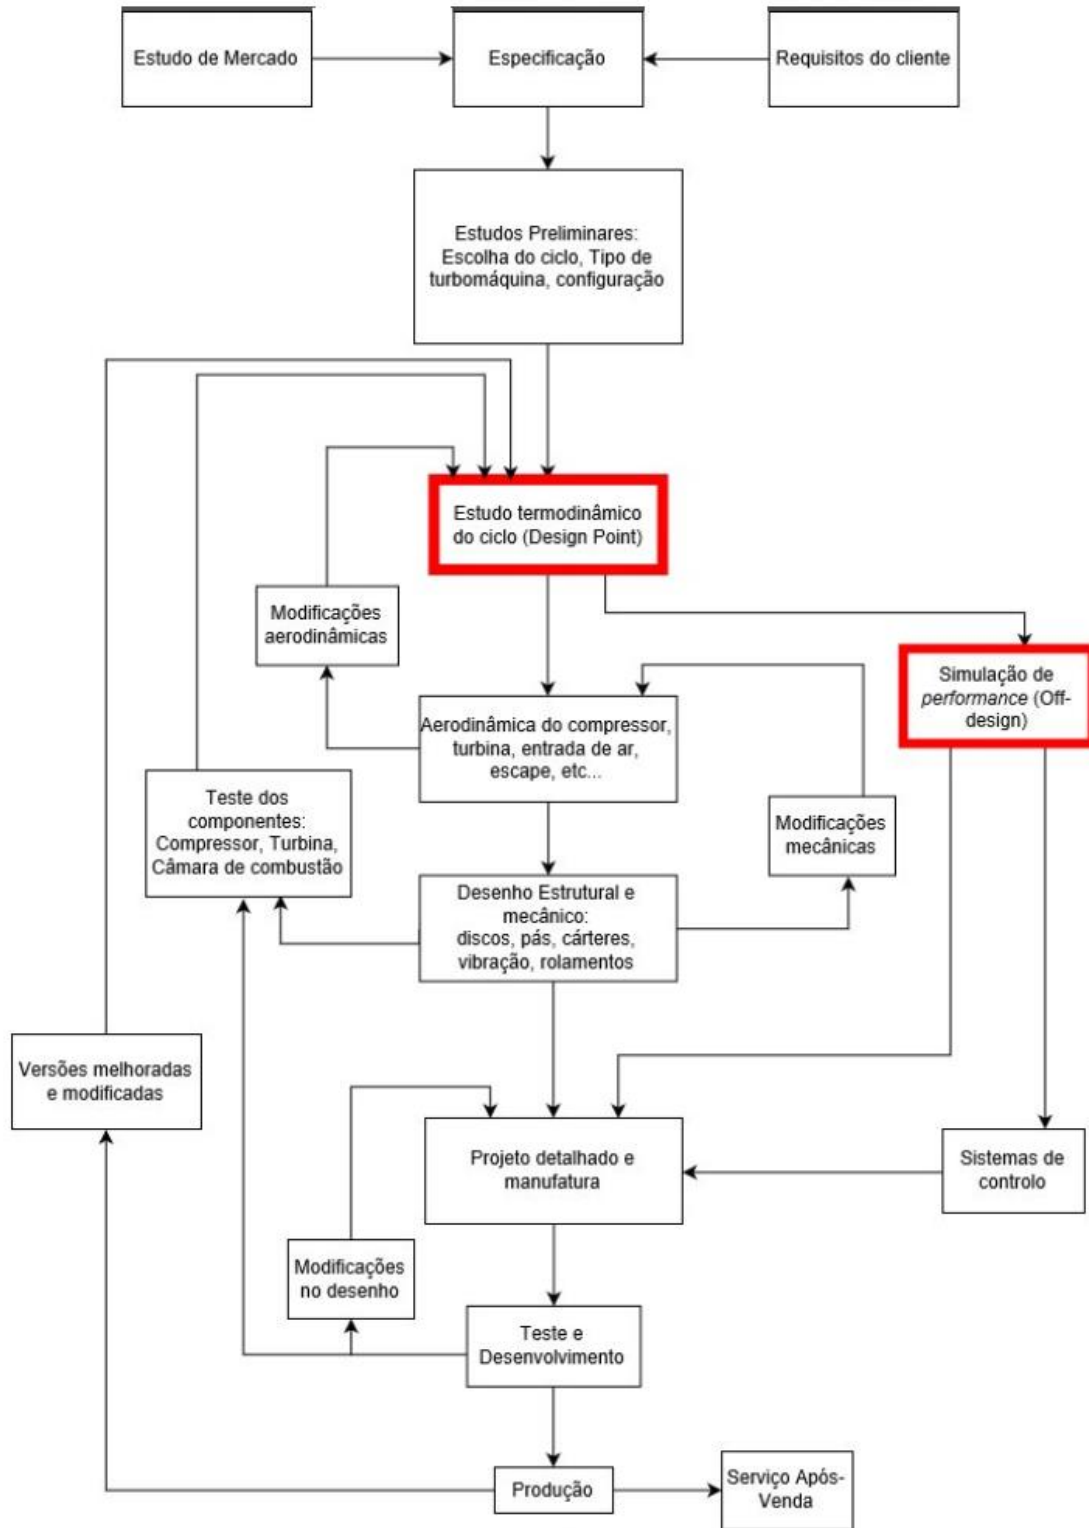 Estudo de Mercado
Especificação
Requisitos do cliente
Estudos Preliminares:
Escolha do ciclo, Tipo de
turbomáquina, configuração
Estudo termodinâmico
do ciclo (Design Point)
Modificações
aerodinâmicas
Simulação de
performance (Off-
design)
Aerodinâmica do compressor,
turbina, entrada de ar,
escape, etc...
Teste dos
componentes:
Compressor, Turbina,
Câmara de combustão
Modificações
mecânicas
Desenho Estrutural e
mecânico:
discos, pás, cárteres,
vibração, rolamentos
Versões melhoradas
e modificadas
Projeto detalhado e
manufatura
Sistemas de
controlo
Modificações
no desenho
Teste e
Desenvolvimento
Produção
Serviço Após-
Venda